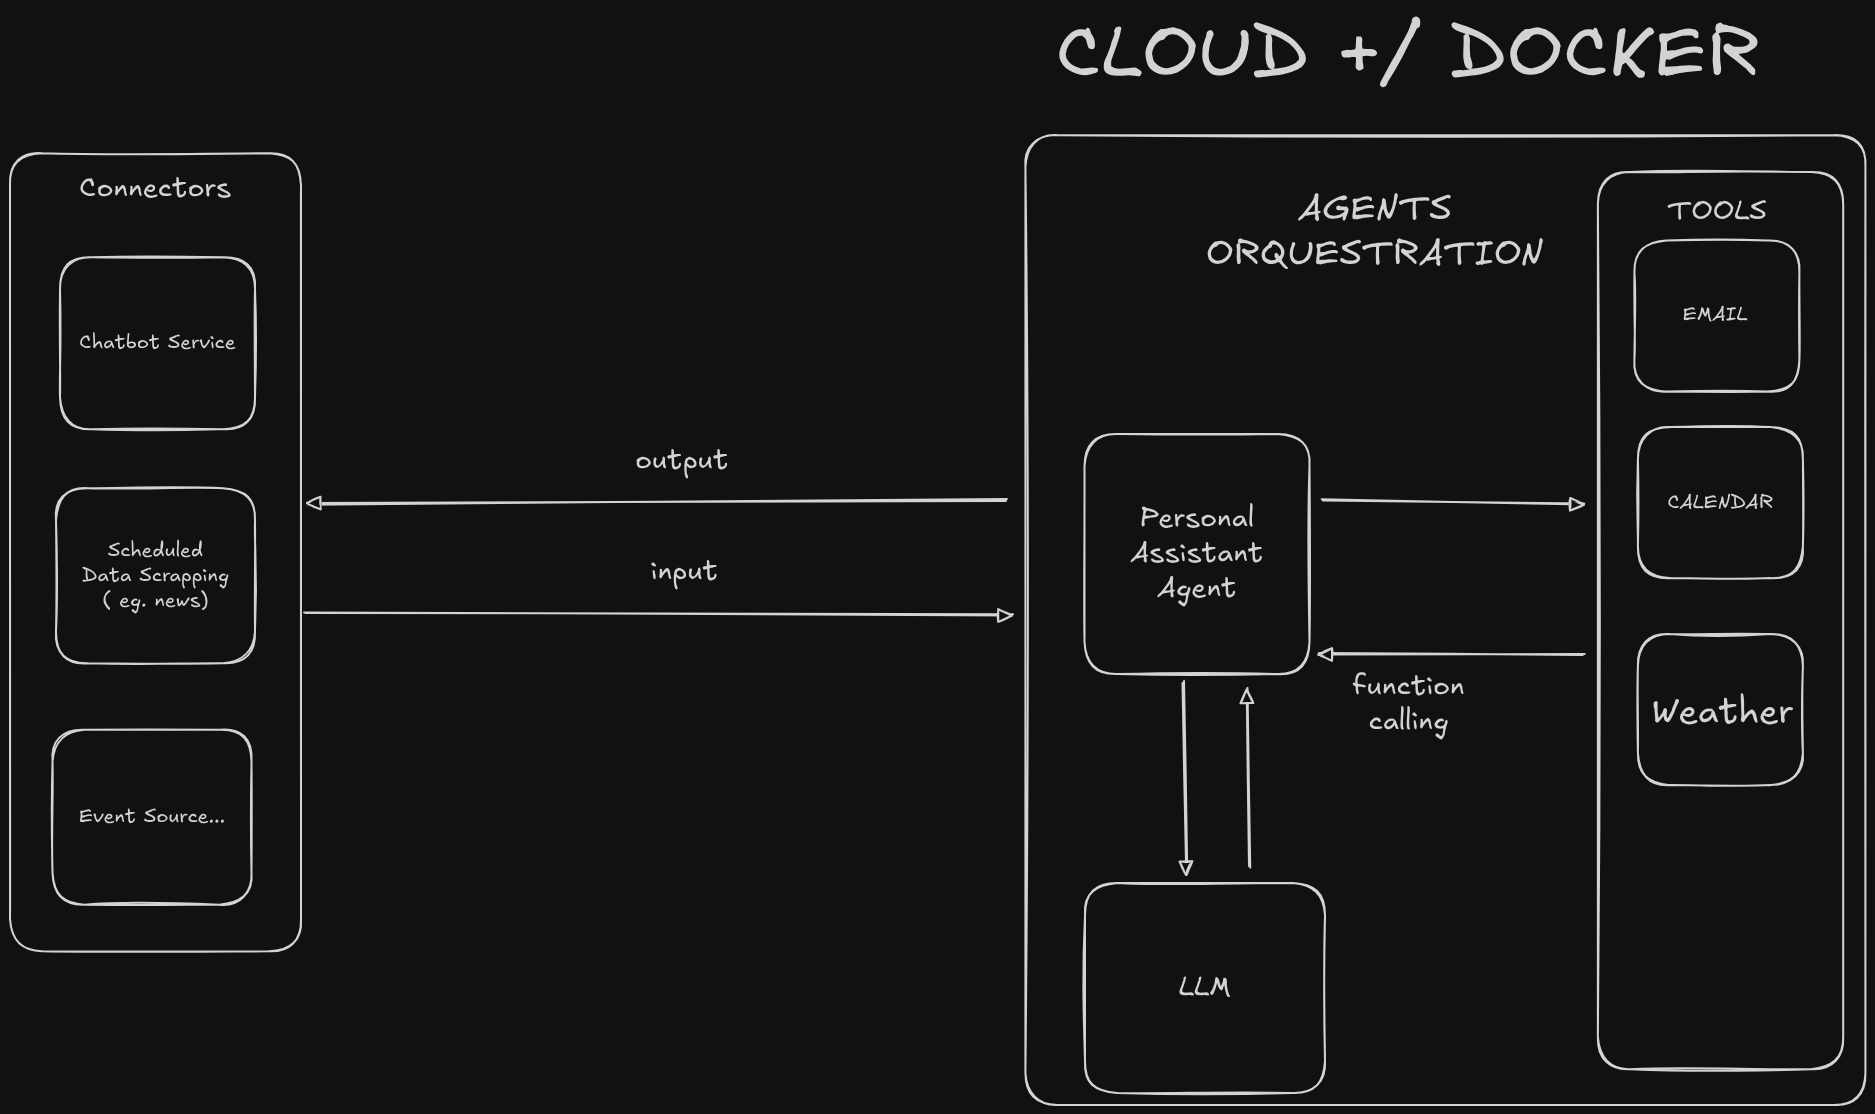 CLOUD +/ DOCKER
Connectors
Chatbot Service
Scheduled
Data Scrapping
( eg. news)
Event Source...
output
input
AGENTS
ORQUESTRATION
Personal
Assistant
Agent
function
calling
LLM
TOOLS
EMAIL
CALENDAR
Weather